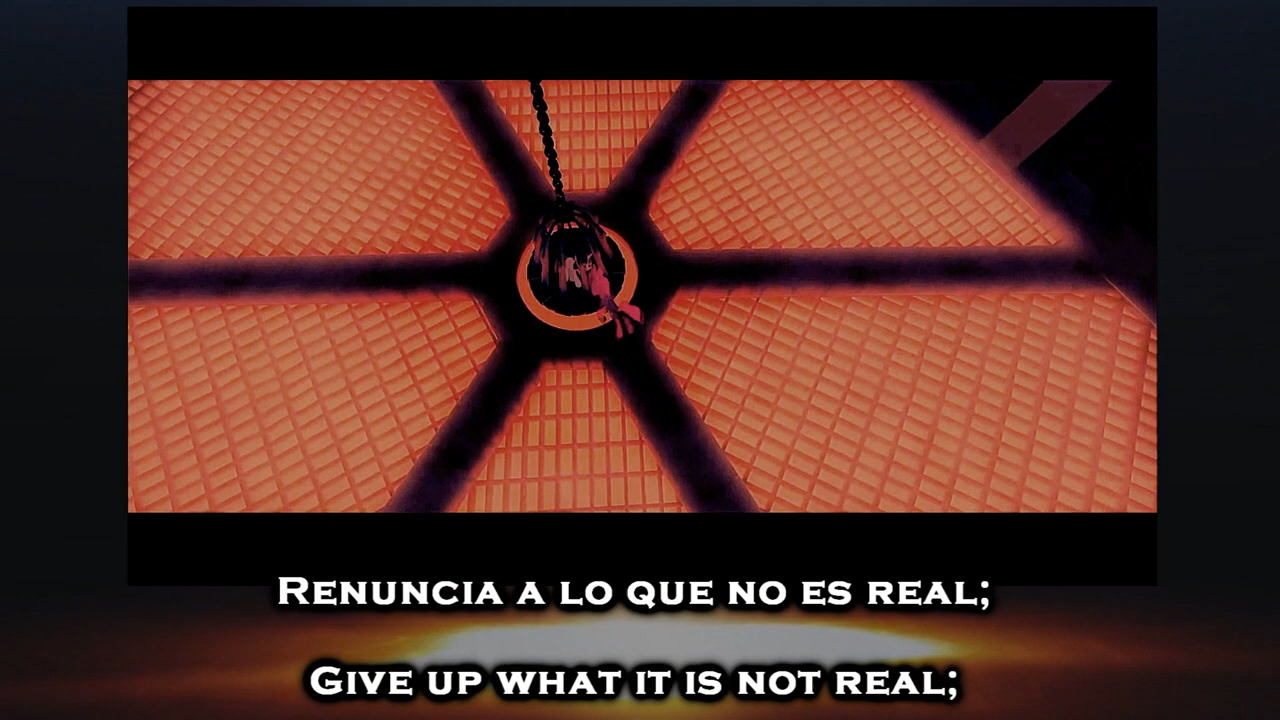 Renuncia a lo que no es real;
Give up what it is not real;